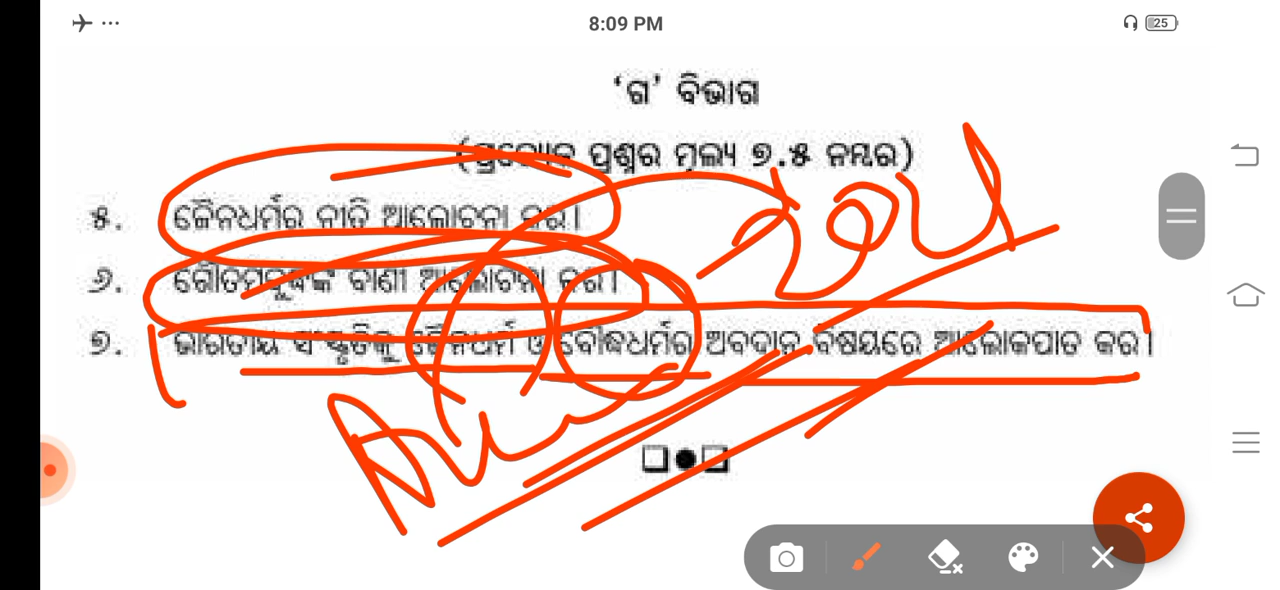 8:09 PM
25
‘ଗ’ ବିଭାଗ
(ପ୍ରତ୍ୟେକ ପ୍ରଶ୍ନର ମୂଲ୍ୟ ୭.୫ ନମ୍ବର)
୫. ଜୈନଧର୍ମର ନୀତି ଆଲୋଚନା କର।
୬. ଗୌତମବୁଦ୍ଧଙ୍କ ବାଣୀ ଆଲୋଚନା କର।
୭. ଭାରତୀୟ ସଂସ୍କୃତିକୁ ଜୈନଧର୍ମ ଓ ବୌଦ୍ଧଧର୍ମର ଅବଦାନ ବିଷୟରେ ଆଲୋକପାତ କର।